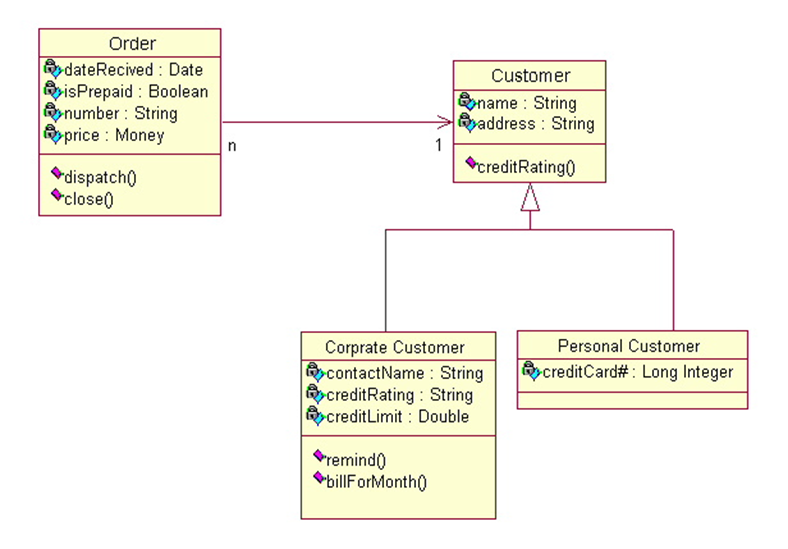 Order
dateRecived : Date
isPrepaid : Boolean
number : String
price : Money
dispatch()
close()
n
1
Customer
name : String
address : String
creditRating()
Corprate Customer
contactName : String
creditRating : String
creditLimit : Double
remind()
billForMonth()
Personal Customer
creditCard# : Long Integer